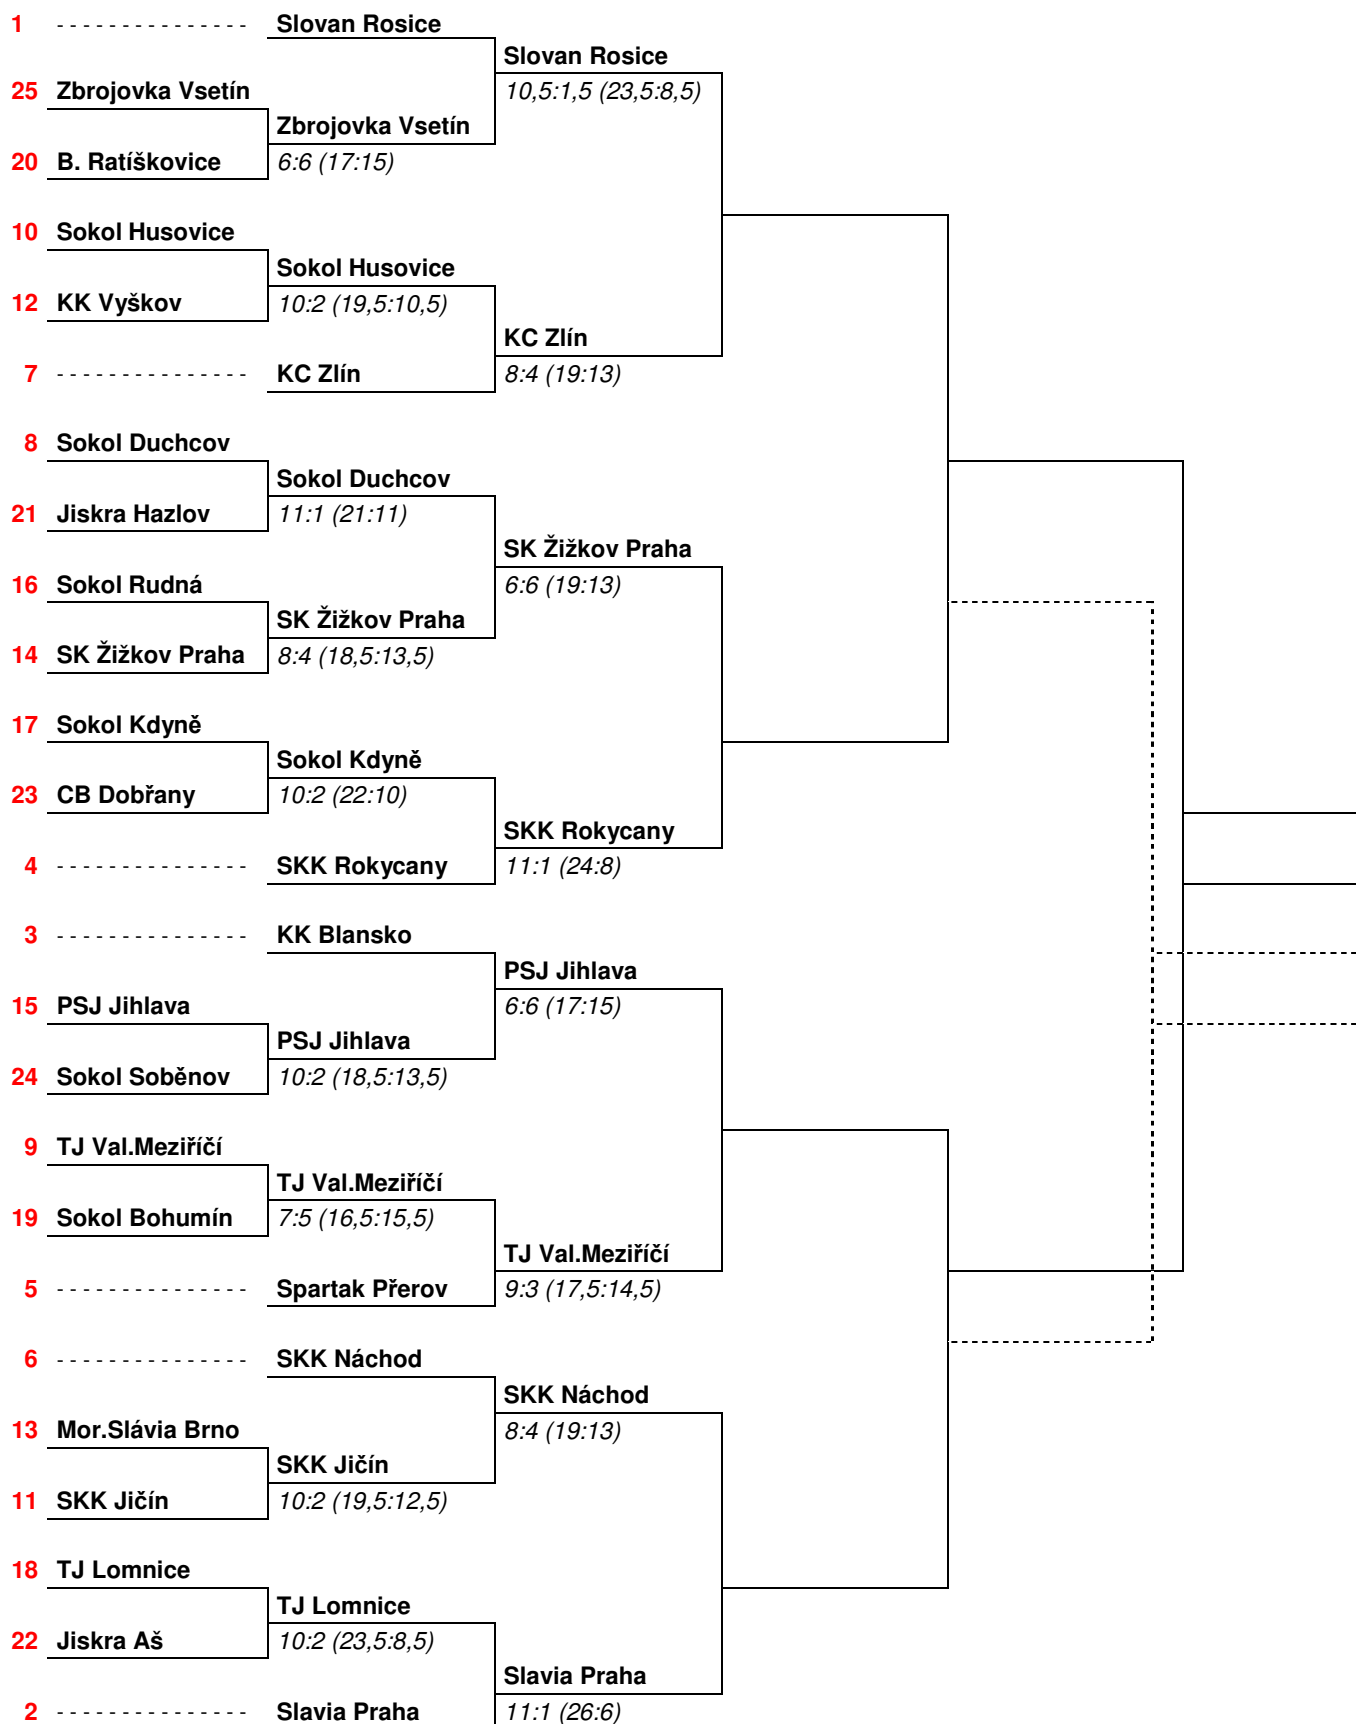 1 - - - - - - - - - - - - - - - Slovan Rosice
Slovan Rosice
25 Zbrojovka Vsetín 10,5:1,5 (23,5:8,5)
Zbrojovka Vsetín
20 B. Ratíškovice 6:6 (17:15)
10 Sokol Husovice
Sokol Husovice
12 KK Vyškov 10:2 (19,5:10,5)
KC Zlín
7 - - - - - - - - - - - - - - - KC Zlín 8:4 (19:13)
8 Sokol Duchcov
Sokol Duchcov
21 Jiskra Hazlov 11:1 (21:11)
SK Žižkov Praha
16 Sokol Rudná 6:6 (19:13)
SK Žižkov Praha
14 SK Žižkov Praha 8:4 (18,5:13,5)
17 Sokol Kdyně
Sokol Kdyně
23 CB Dobřany 10:2 (22:10)
SKK Rokycany
4 - - - - - - - - - - - - - - - SKK Rokycany 11:1 (24:8)
3 - - - - - - - - - - - - - - - KK Blansko
PSJ Jihlava
15 PSJ Jihlava 6:6 (17:15)
PSJ Jihlava
24 Sokol Soběnov 10:2 (18,5:13,5)
9 TJ Val.Meziříčí
TJ Val.Meziříčí
19 Sokol Bohumín 7:5 (16,5:15,5)
TJ Val.Meziříčí
5 - - - - - - - - - - - - - - - Spartak Přerov 9:3 (17,5:14,5)
6 - - - - - - - - - - - - - - - SKK Náchod
SKK Náchod
13 Mor.Slávia Brno 8:4 (19:13)
SKK Jičín
11 SKK Jičín 10:2 (19,5:12,5)
18 TJ Lomnice
TJ Lomnice
22 Jiskra Aš 10:2 (23,5:8,5)
Slavia Praha
2 - - - - - - - - - - - - - - - Slavia Praha 11:1 (26:6)